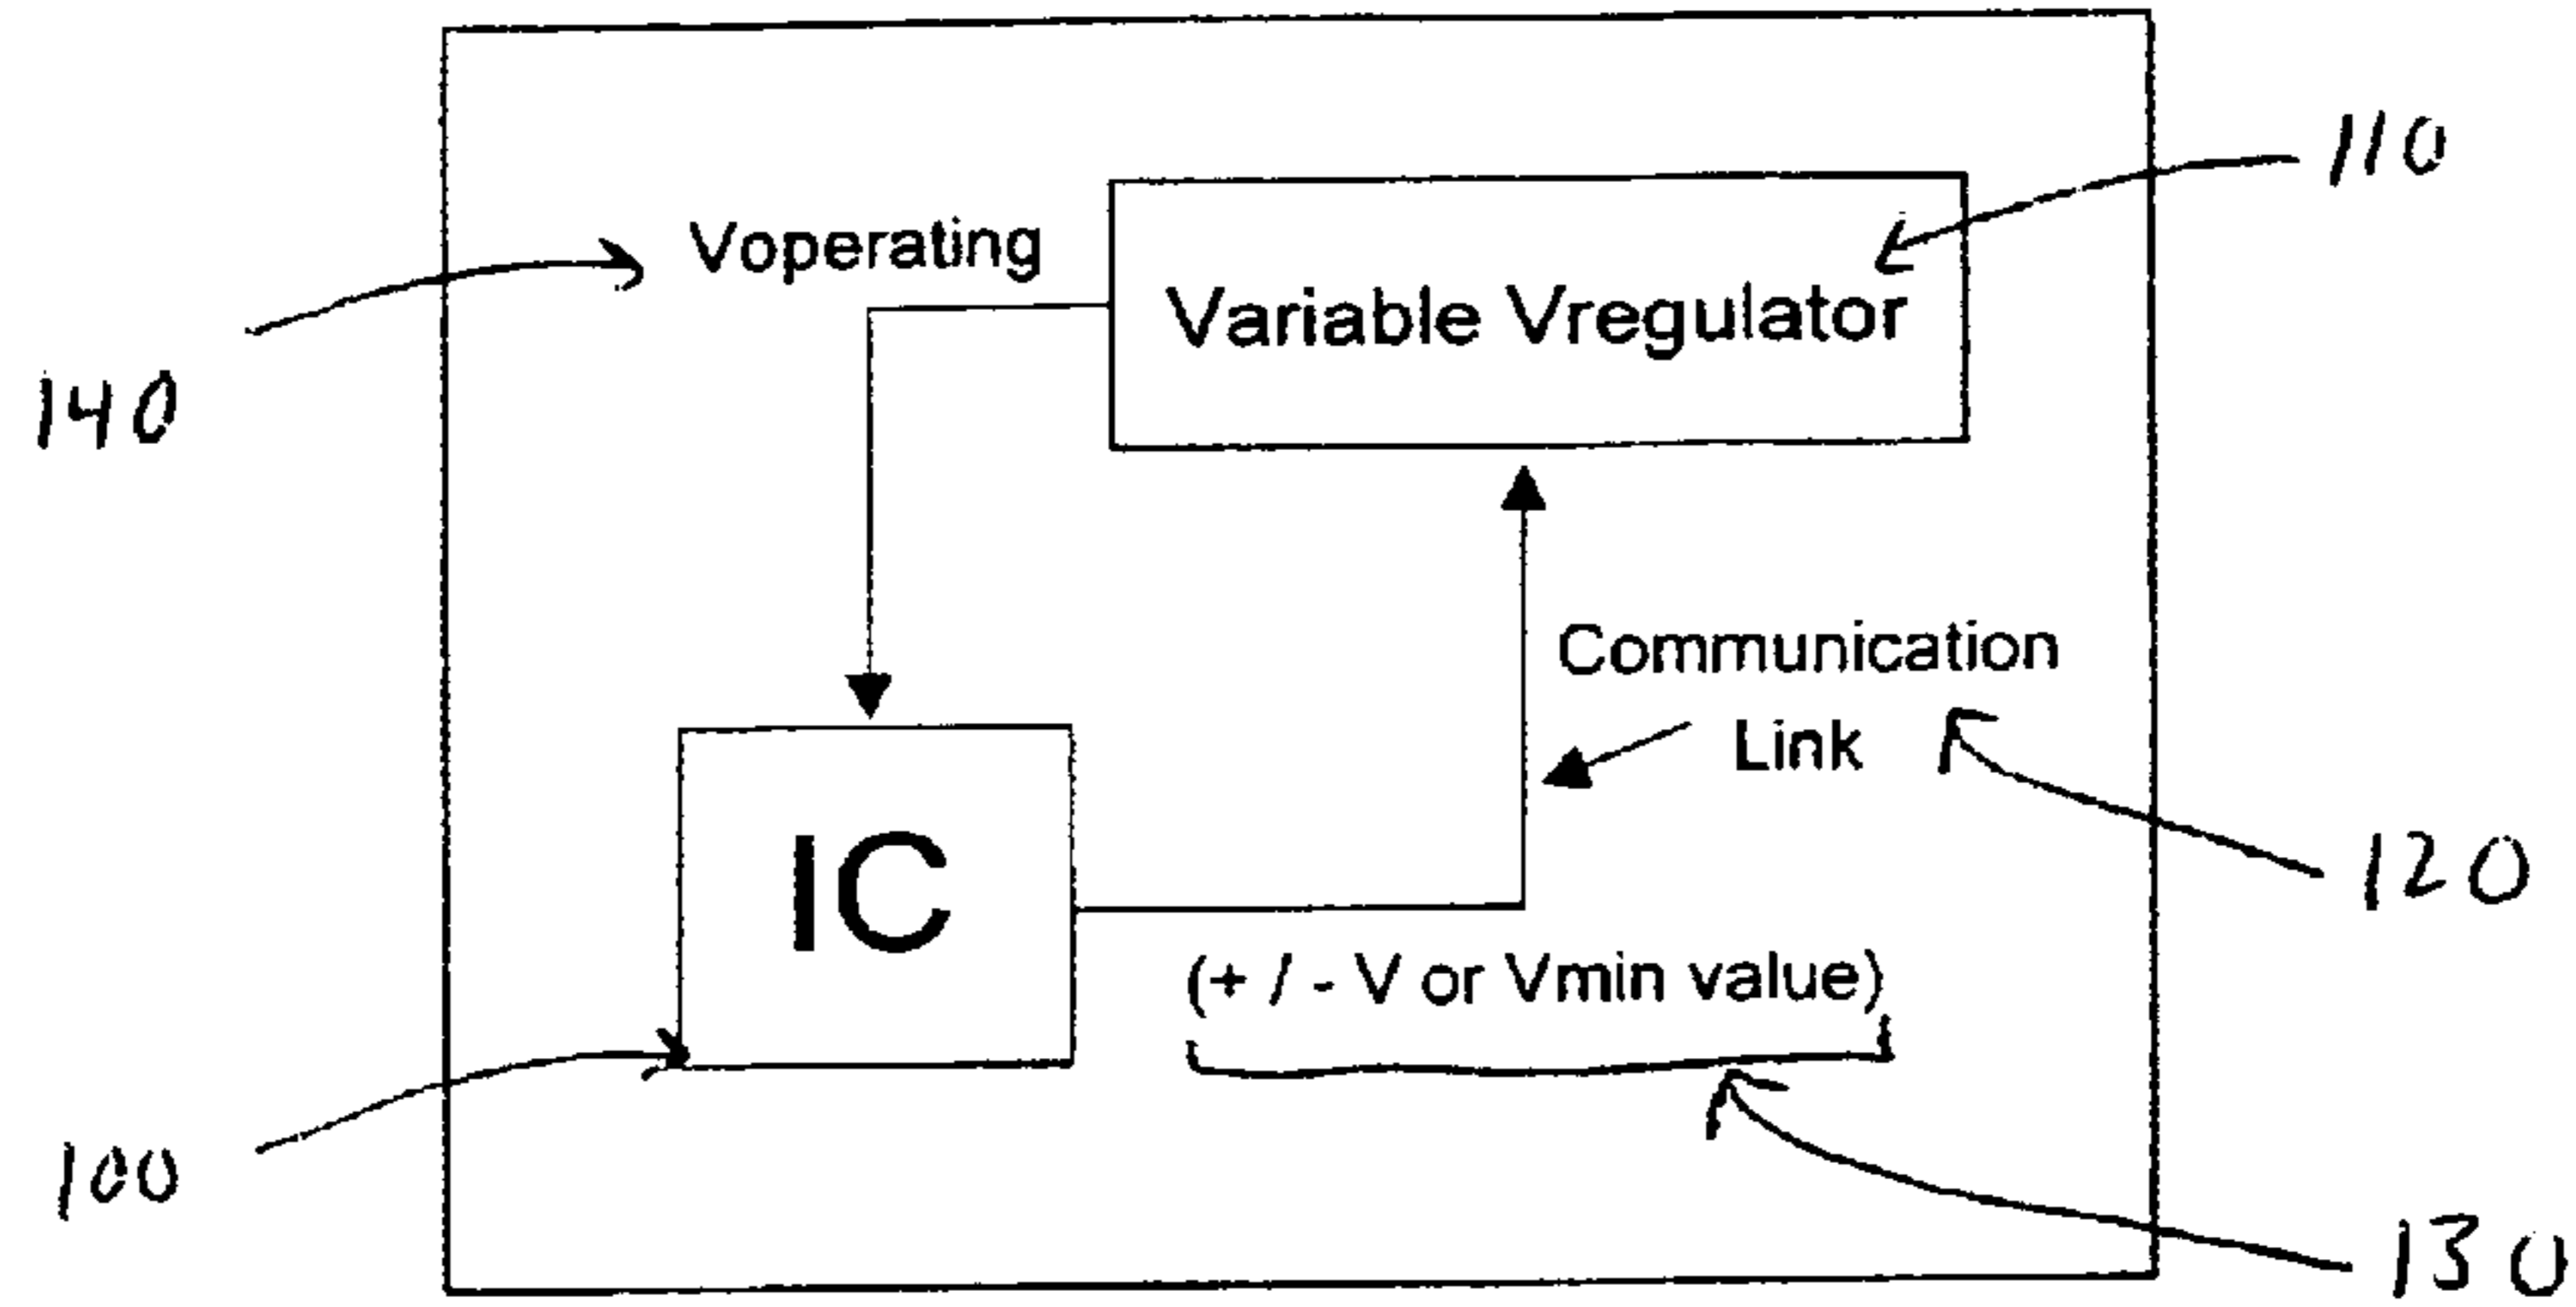 110
Voperating
Variable Vregulator
140
Communication
Link
120
IC
(+ / - V or Vmin value)
100
130